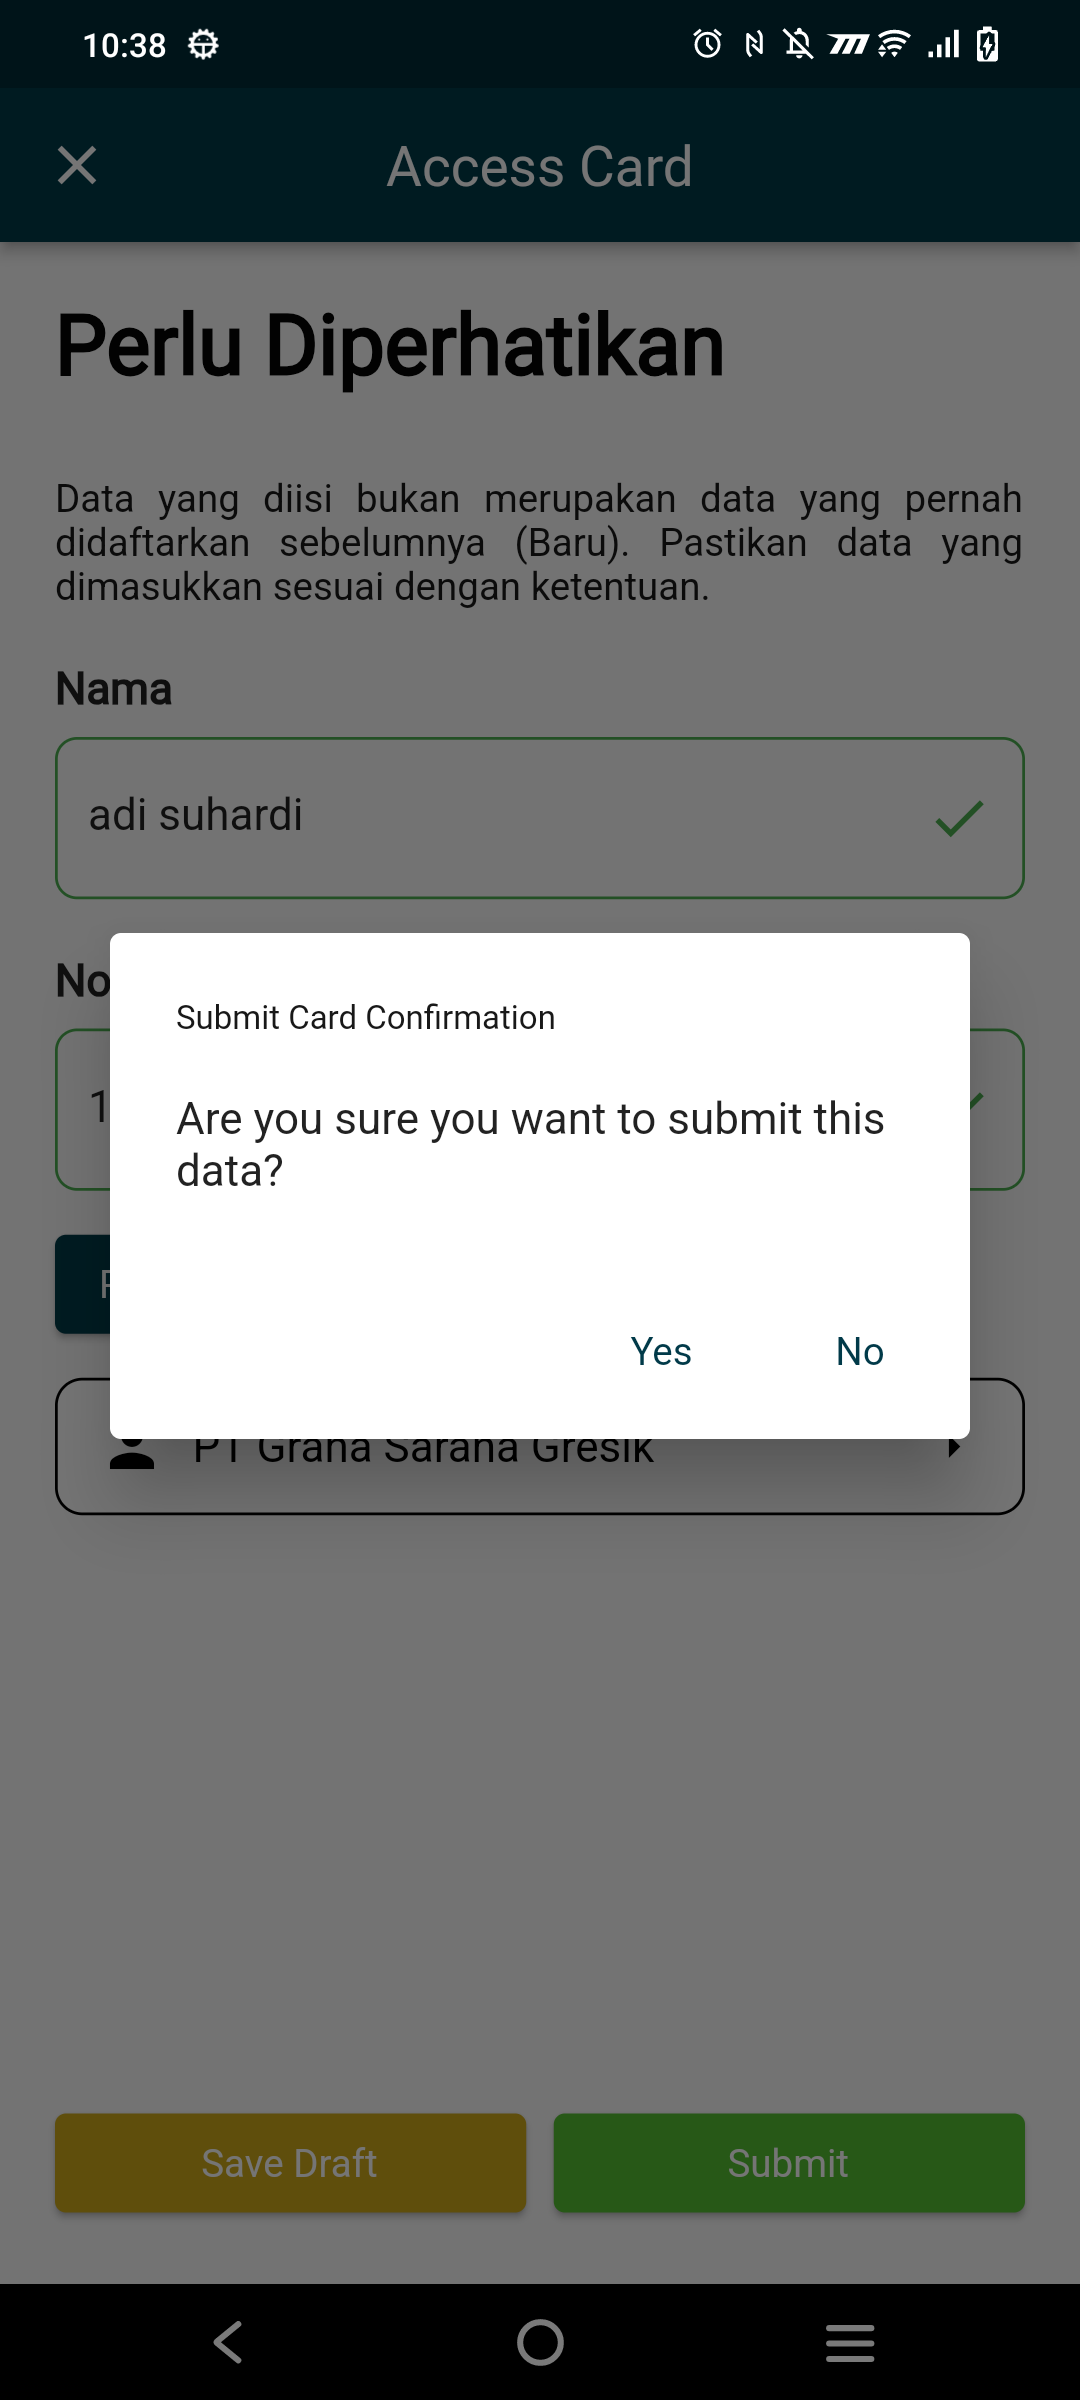 10:38
Access Card
Perlu Diperhatikan
Data yang diisi bukan merupakan data yang pernah
didaftarkan sebelumnya (Baru). Pastikan data yang
dimasukkan sesuai dengan ketentuan.
Nama
adi suhardi
No
1
Submit Card Confirmation
Are you sure you want to submit this
data?
Yes No
PT Graha Sarana Gresik
Save Draft Submit